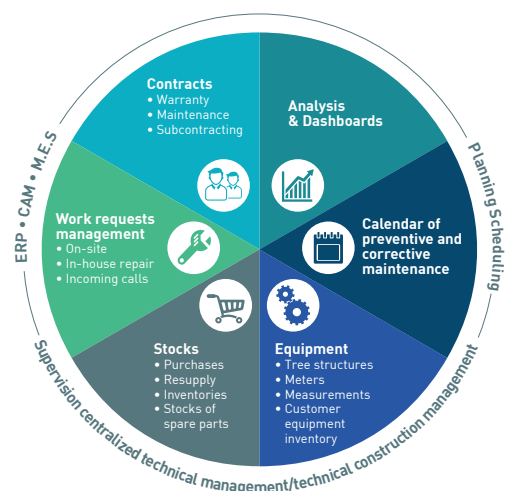 Contracts
• Warranty
• Maintenance
• Subcontracting
Analysis
& Dashboards
Calendar of
preventive and
corrective
maintenance
Equipment
• Tree structures
• Meters
• Measurements
• Customer
equipment
inventory
Stocks
• Purchases
• Resupply
• Inventories
• Stocks of
spare parts
Work requests
management
• On-site
• In-house repair
• Incoming calls
ERP • CAM • M.E.S
Planning Scheduling
Supervision centralized technical management/technical construction management